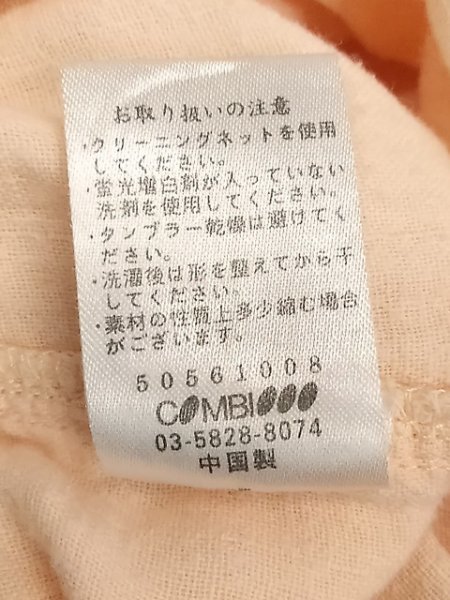 お取り扱いの注意
・クリーニングネットを使用
してください。
・蛍光増白剤が入っていない
洗剤を使用してください。
・タンブラー乾燥は避けてく
ださい。
・洗濯後は形を整えてから干
してください。
・素材の性質上多少縮む場合
がございます。
50561008
COMBI
03-5828-8074
中国製